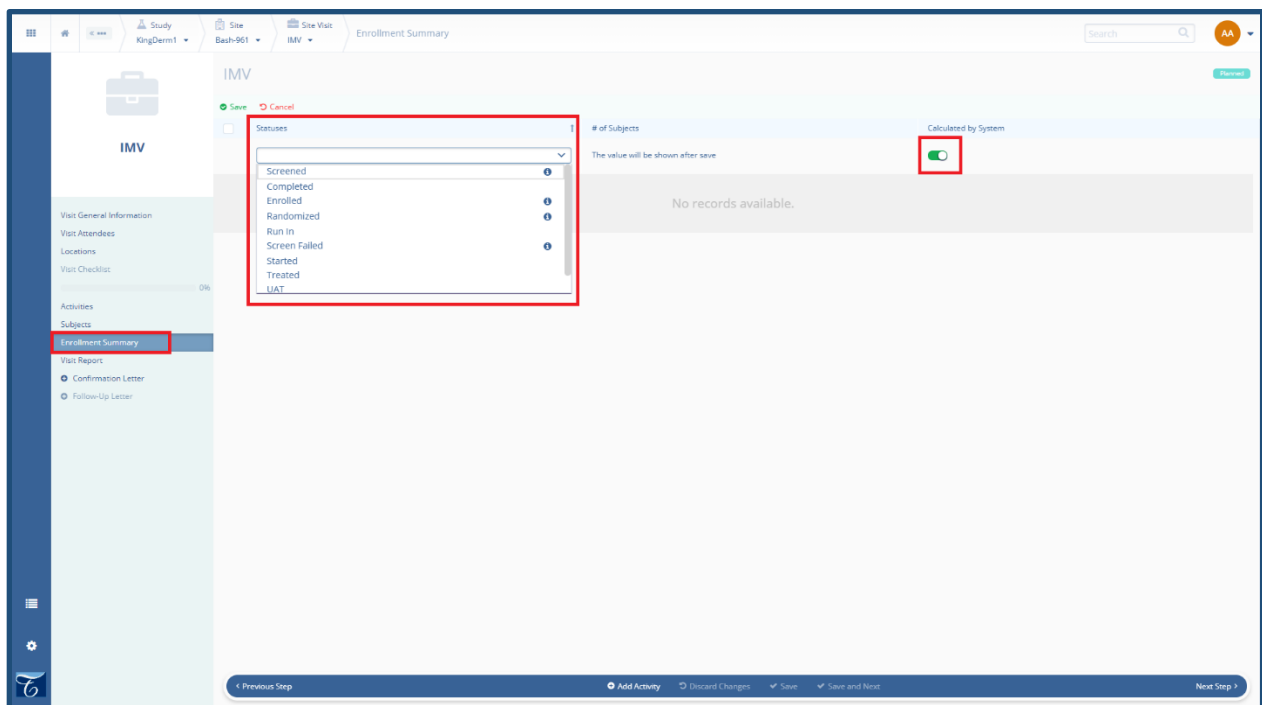 Study
KingDerm1
Site
Bash-961
Site Visit
IMV
Enrollment Summary
Search
AA
IMV
Planned
Save
Cancel
Statuses
# of Subjects
Calculated by System
IMV
The value will be shown after save
Screened
Completed
Enrolled
Randomized
Run In
Screen Failed
Started
Treated
UAT
No records available.
Visit General Information
Visit Attendees
Locations
Visit Checklist
0%
Activities
Subjects
Enrollment Summary
Visit Report
Confirmation Letter
Follow-Up Letter
< Previous Step
Add Activity
Discard Changes
Save
Save and Next
Next Step >